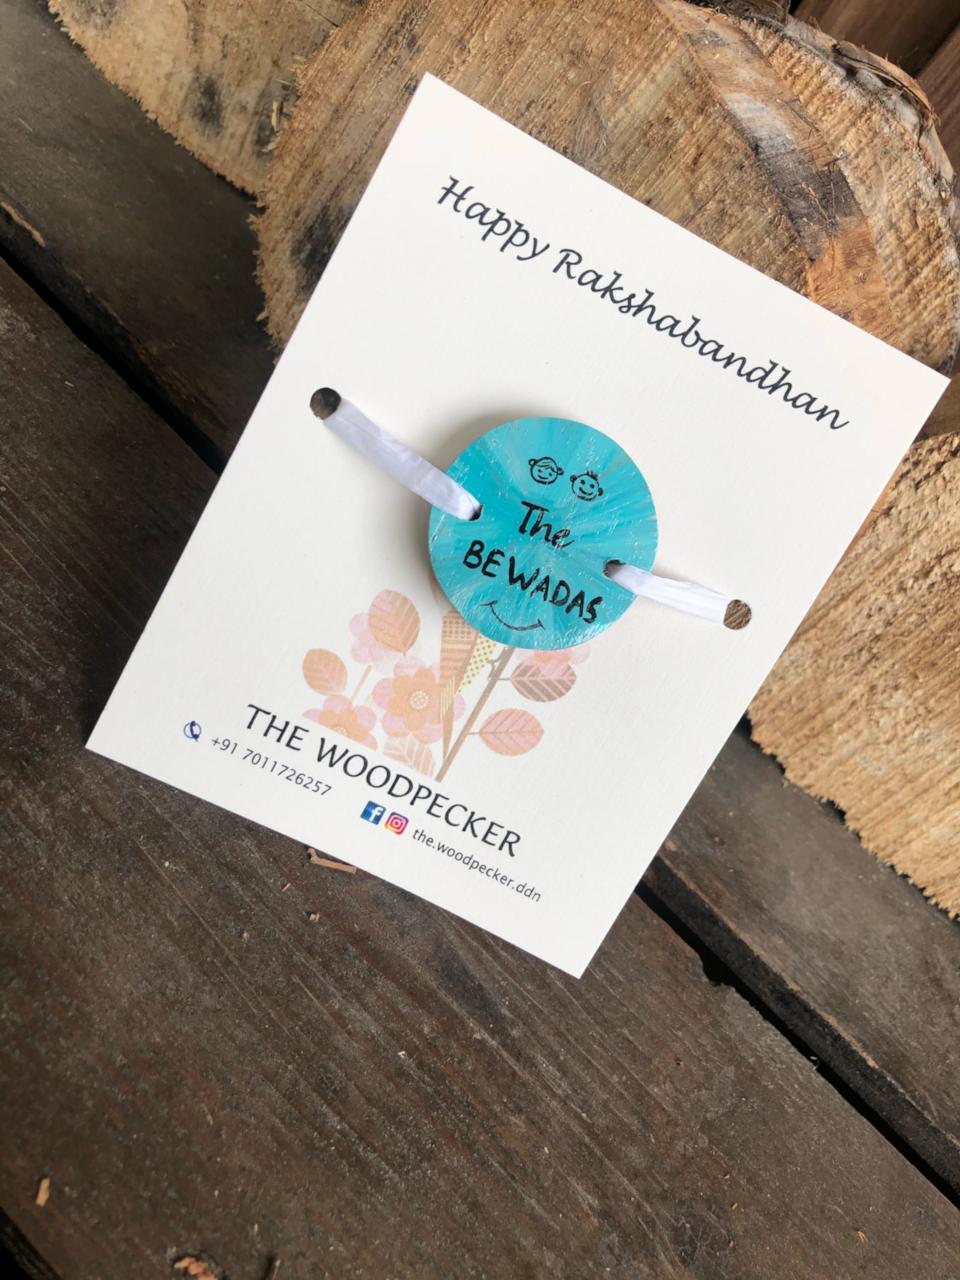 Happy Rakshabandhan
The
BEWADAS
THE WOODPECKER
+91 7011726257
the.woodpecker.ddn